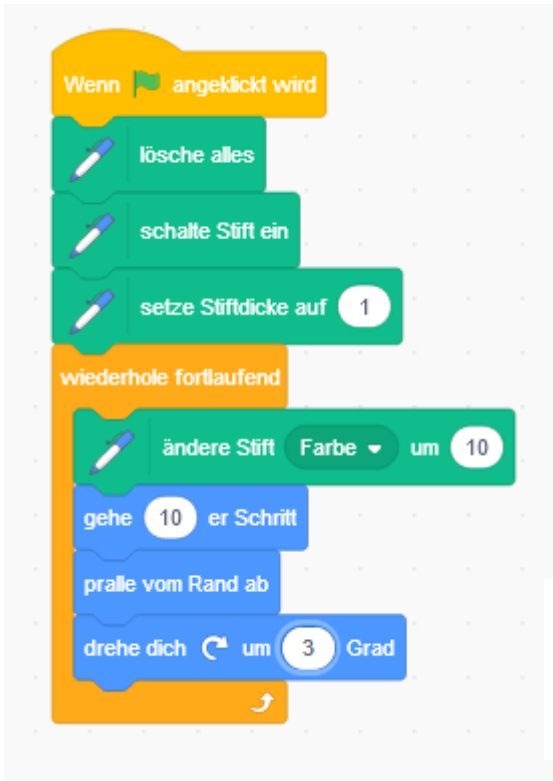 Wenn angeklickt wird
lösche alles
schalte Stift ein
setze Stiftdicke auf 1
wiederhole fortlaufend
ändere Stift Farbe um 10
gehe 10 er Schritt
pralle vom Rand ab
drehe dich um 3 Grad